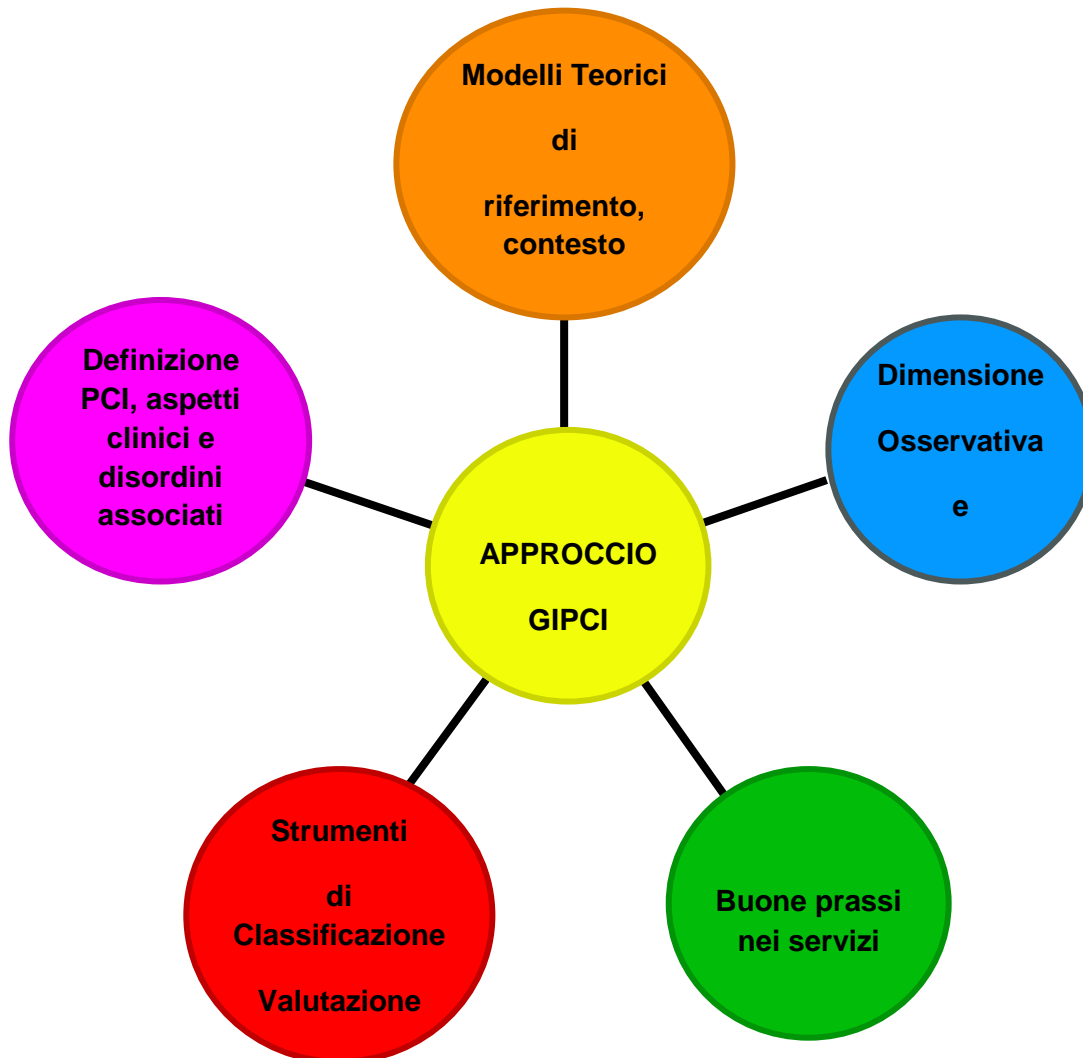 Modelli Teorici
di
riferimento,
contesto
Definizione
PCI, aspetti
clinici e
disordini
associati
Dimensione
Osservativa
e
APPROCCIO
GIPCI
Strumenti
di
Classificazione
Valutazione
Buone prassi
nei servizi